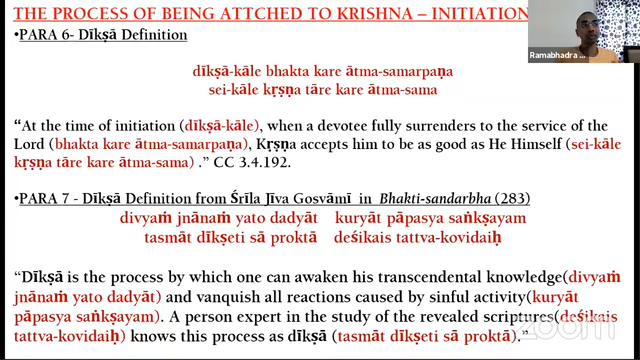 THE PROCESS OF BEING ATTCHED TO KRISHNA – INITIATION
•PARA 6- Dīkṣā Definition
dīkṣā-kāle bhakta kare ātma-samarpaṇa
sei-kāle kṛṣṇa tāre kare ātma-sama
“At the time of initiation (dīkṣā-kāle), when a devotee fully surrenders to the service of the
Lord (bhakta kare ātma-samarpaṇa), Kṛṣṇa accepts him to be as good as He Himself (sei-kāle
kṛṣṇa tāre kare ātma-sama) .” CC 3.4.192.
•PARA 7 - Dīkṣā Definition from Śrīla Jīva Gosvāmī in Bhakti-sandarbha (283)
divyaṁ jnānaṁ yato dadyāt kuryāt pāpasya saṅkṣayam
tasmāt dīkṣeti sā proktā deśikais tattva-kovidaiḥ
“Dīkṣā is the process by which one can awaken his transcendental knowledge(divyaṁ
jnānaṁ yato dadyāt) and vanquish all reactions caused by sinful activity(kuryāt
pāpasya saṅkṣayam). A person expert in the study of the revealed scriptures(deśikais
tattva-kovidaiḥ) knows this process as dīkṣā (tasmāt dīkṣeti sā proktā).”
Ramabhadra
zoom